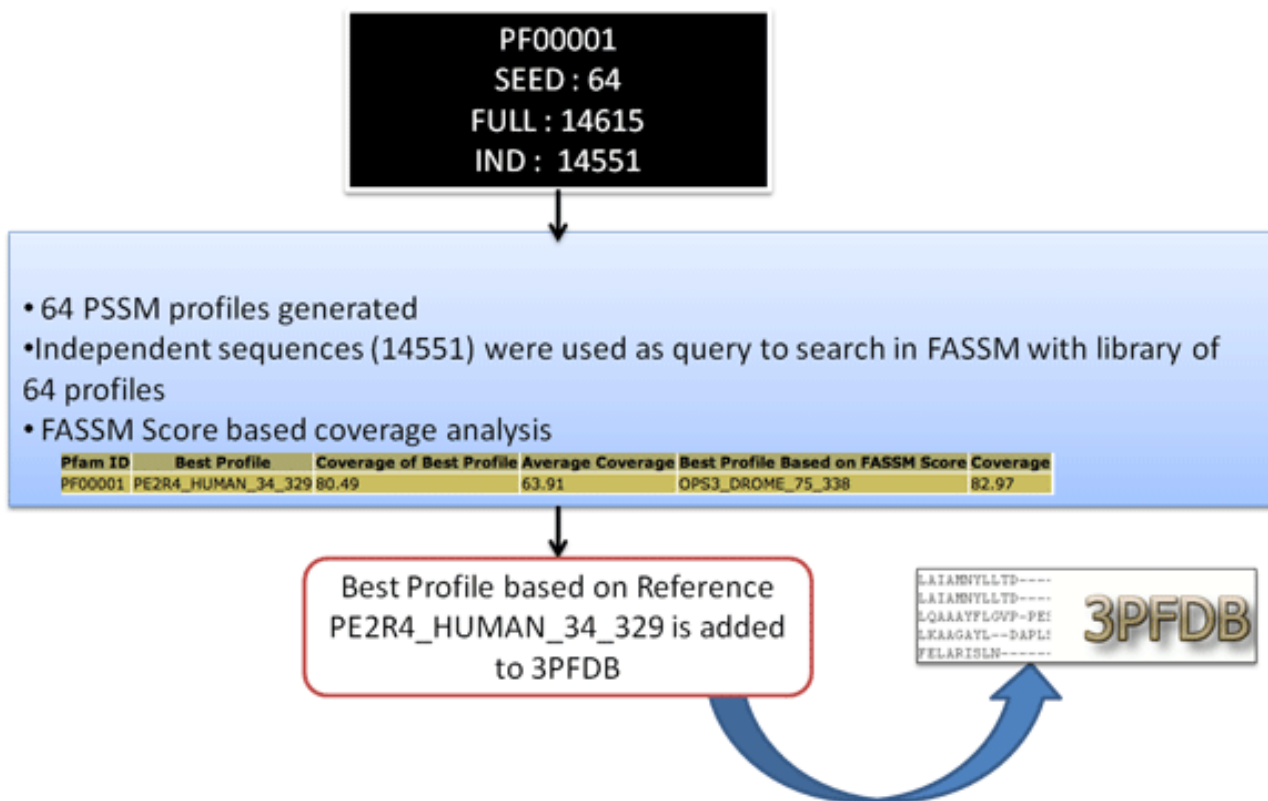 PF00001
SEED : 64
FULL : 14615
IND :  14551
• 64 PSSM profiles generated
•Independent sequences (14551) were used as query to search in FASSM with library of
64 profiles
• FASSM Score based coverage analysis
Pfam ID Best Profile Coverage of Best Profile Average Coverage Best Profile Based on FASSM Score Coverage
PF00001 PE2R4_HUMAN_34_329 80.49 63.91 OPS3_DROME_75_338 82.97
Best Profile based on Reference
PE2R4_HUMAN_34_329 is added
to 3PFDB
LAIAMNYLLTD----
LAIAMNYLLTD----
LQAAAYFLGVP-PES
LKAAGAYL--DAPLS
FELARISLN------
3PFDB